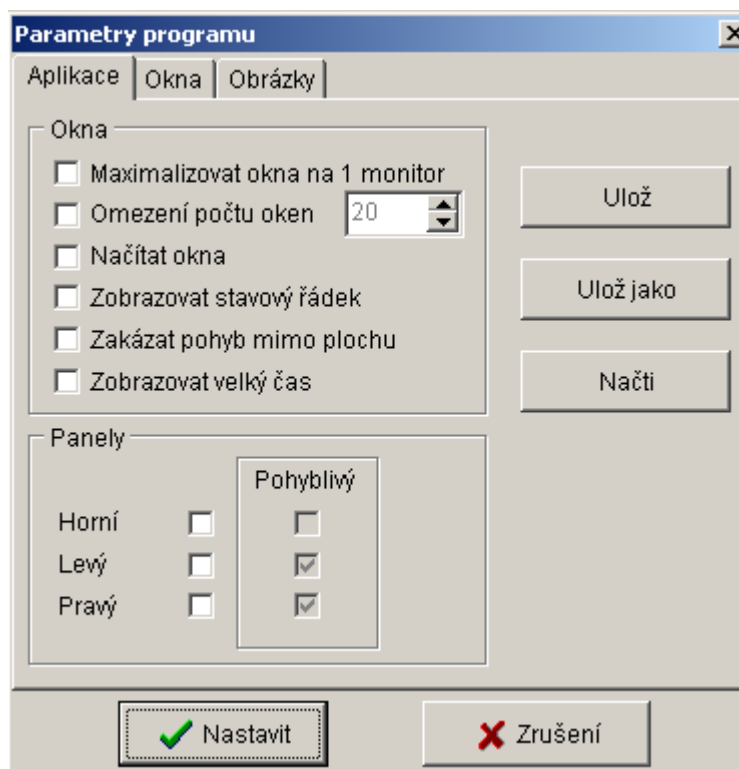 Parametry programu
Aplikace Okna Obrázky
Okna
Maximalizovat okna na 1 monitor
Omezení počtu oken 20
Načítat okna
Zobrazovat stavový řádek
Zakázat pohyb mimo plochu
Zobrazovat velký čas
Ulož
Ulož jako
Načti
Panely
Pohyblivý
Horní
Levý
Pravý
Nastavit Zrušení